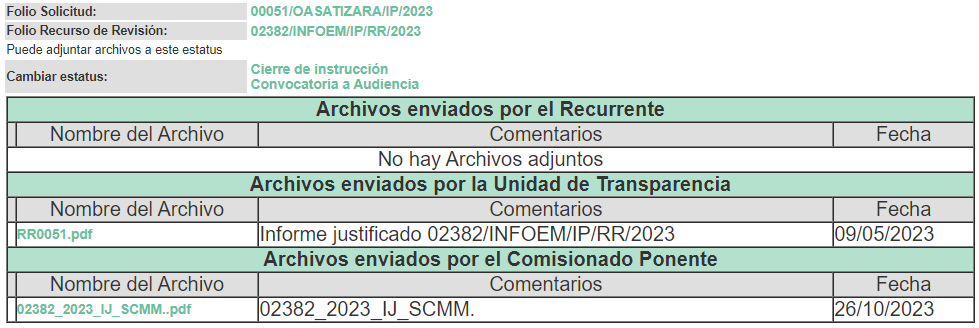 Folio Solicitud: 00051/OASATIZARA/IP/2023
Folio Recurso de Revisión: 02382/INFOEM/IP/RR/2023
Puede adjuntar archivos a este estatus
Cambiar estatus: Cierre de instrucción
Convocatoria a Audiencia
Archivos enviados por el Recurrente
Nombre del Archivo Comentarios Fecha
No hay Archivos adjuntos
Archivos enviados por la Unidad de Transparencia
Nombre del Archivo Comentarios Fecha
RR0051.pdf Informe justificado 02382/INFOEM/IP/RR/2023 09/05/2023
Archivos enviados por el Comisionado Ponente
Nombre del Archivo Comentarios Fecha
02382_2023_IJ_SCMM..pdf 02382_2023_IJ_SCMM. 26/10/2023